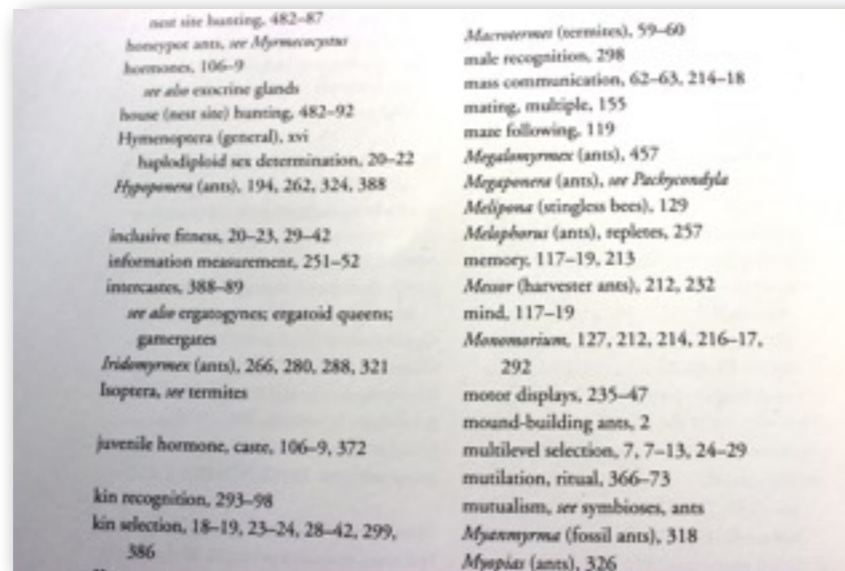 nest site hunting, 482–87
honeypot ants, see Myrmecocystus
hormones, 106–9
see also exocrine glands
house (nest site) hunting, 482–92
Hymenoptera (general), xvi
haplodiploid sex determination, 20–22
Hypoponera (ants), 194, 262, 324, 388
inclusive fitness, 20–23, 29–42
information measurement, 251–52
intercastes, 388–89
see also ergatogynes; ergatoid queens;
gamergates
Iridomyrmex (ants), 266, 280, 288, 321
Isoptera, see termites
juvenile hormone, caste, 106–9, 372
kin recognition, 293–98
kin selection, 18–19, 23–24, 28–42, 299,
386
Macrotermes (termites), 59–60
male recognition, 298
mass communication, 62–63, 214–18
mating, multiple, 155
maze following, 119
Megalomyrmex (ants), 457
Megaponera (ants), see Pachycondyla
Melipona (stingless bees), 129
Melophorus (ants), repletes, 257
memory, 117–19, 213
Messor (harvester ants), 212, 232
mind, 117–19
Monomorium, 127, 212, 214, 216–17,
292
motor displays, 235–47
mound-building ants, 2
multilevel selection, 7, 7–13, 24–29
mutilation, ritual, 366–73
mutualism, see symbioses, ants
Myanmyrma (fossil ants), 318
Myopias (ants), 326